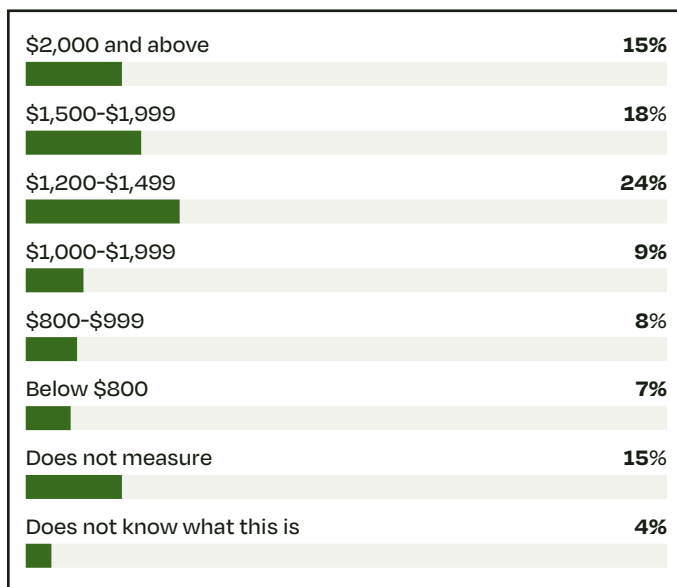 $2,000 and above 15%
$1,500-$1,999 18%
$1,200-$1,499 24%
$1,000-$1,999 9%
$800-$999 8%
Below $800 7%
Does not measure 15%
Does not know what this is 4%